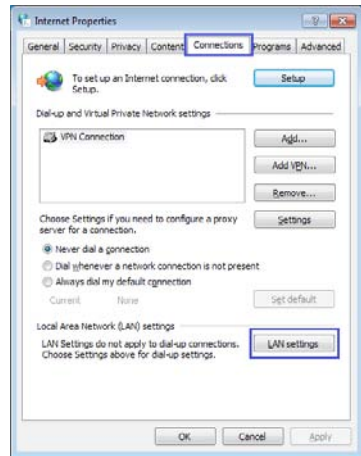 Internet Properties
General Security Privacy Content Connections Programs Advanced
To set up an Internet connection, click
Setup.
Setup
Dial-up and Virtual Private Network settings
VPN Connection
Add...
Add VPN...
Remove...
Choose Settings if you need to configure a proxy
server for a connection.
Settings
Never dial a connection
Dial whenever a network connection is not present
Always dial my default connection
Current None
Set default
Local Area Network (LAN) settings
LAN Settings do not apply to dial-up connections.
Choose Settings above for dial-up settings.
LAN settings
OK Cancel Apply